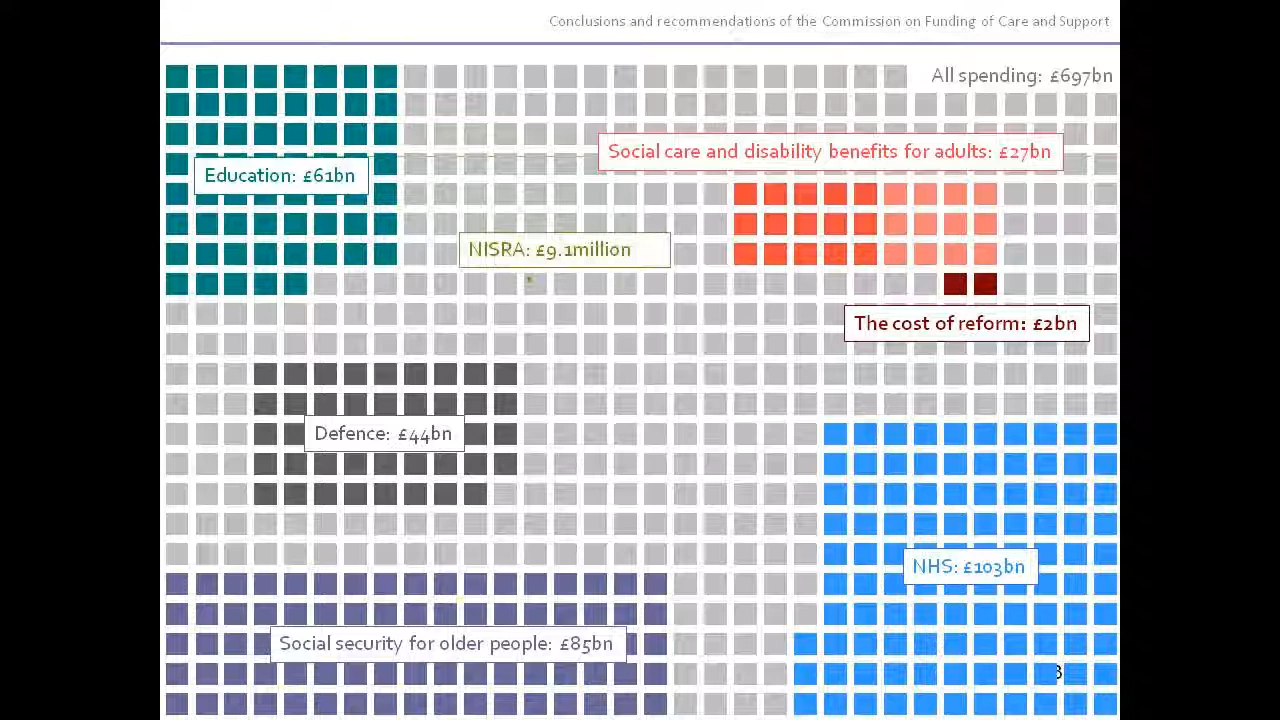 Conclusions and recommendations of the Commission on Funding of Care and Support
All spending: £697bn
Social care and disability benefits for adults: £27bn
Education: £61bn
NISRA: £9.1million
The cost of reform: £2bn
Defence: £44bn
NHS: £103bn
Social security for older people: £85bn